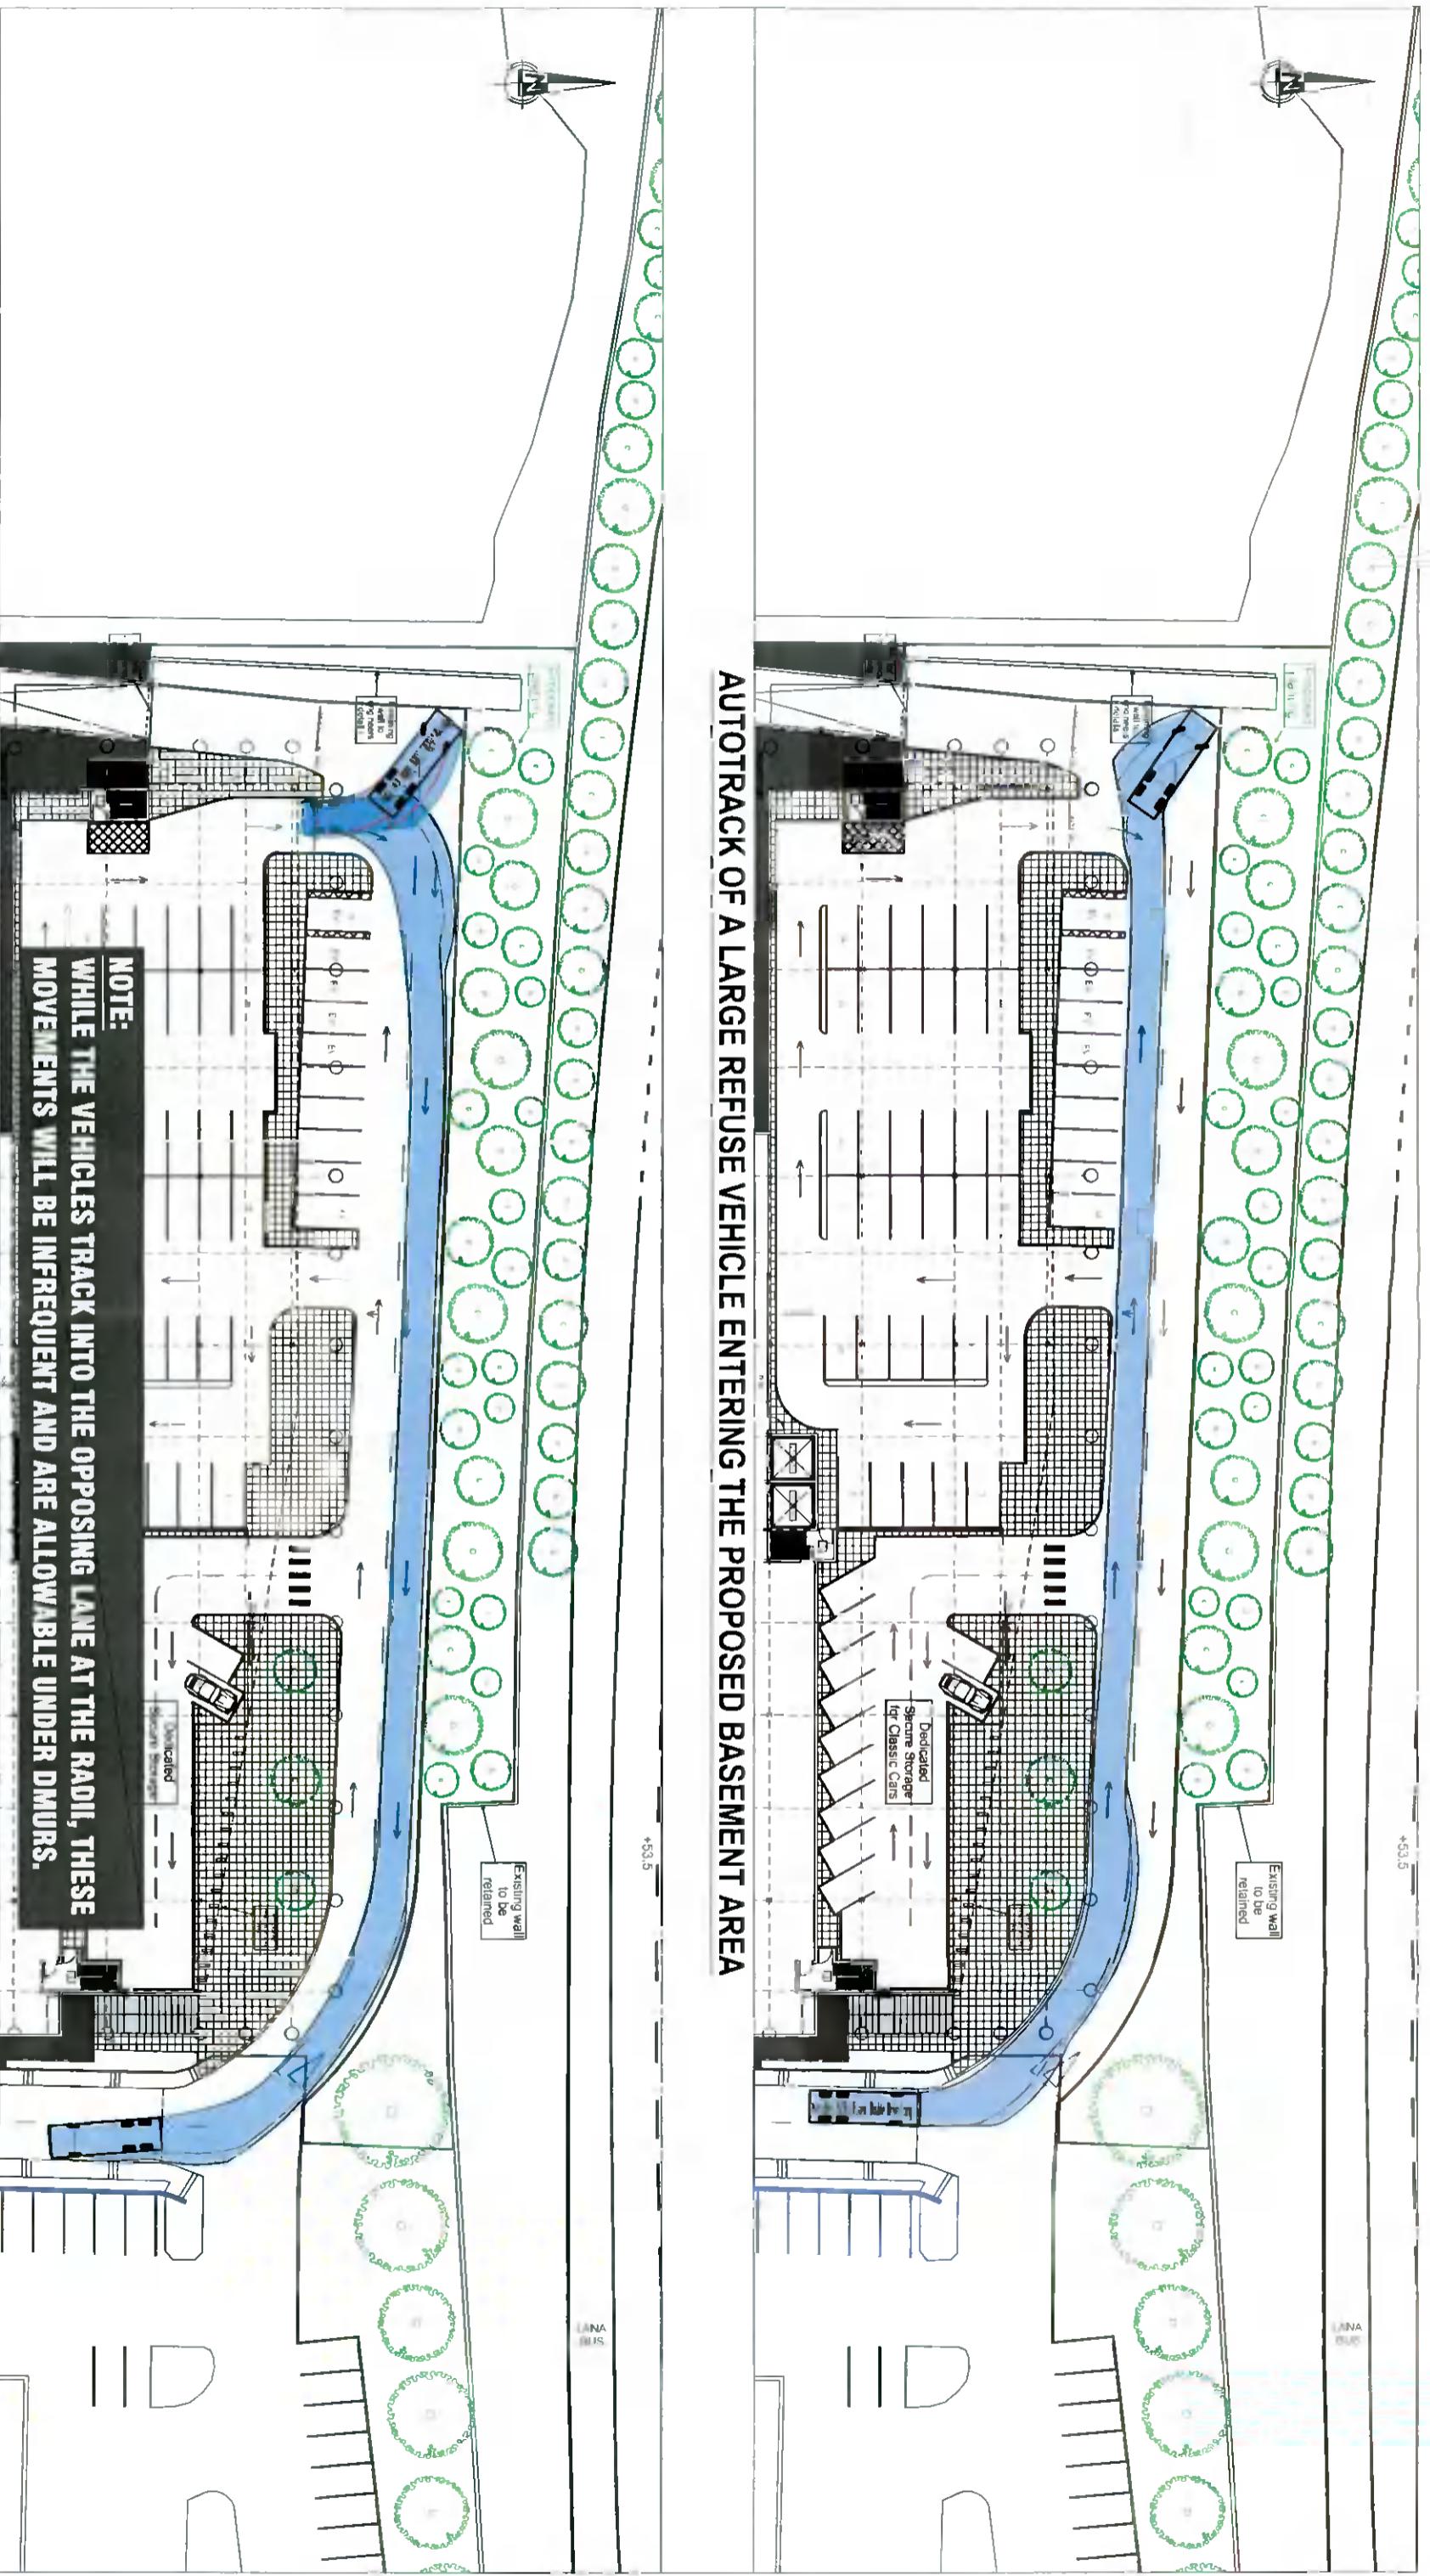 N
+53.5
Existing wall
to be
retained
Dedicated
Secure Storage
for Classic Cars
LANA
BUS
AUTOTRACK OF A LARGE REFUSE VEHICLE ENTERING THE PROPOSED BASEMENT AREA
N
+53.5
Existing wall
to be
retained
Dedicated
LANA
BUS
NOTE:
WHILE THE VEHICLES TRACK INTO THE OPPOSING LANE AT THE RADII, THESE
MOVEMENTS WILL BE INFREQUENT AND ARE ALLOWABLE UNDER DMURS.